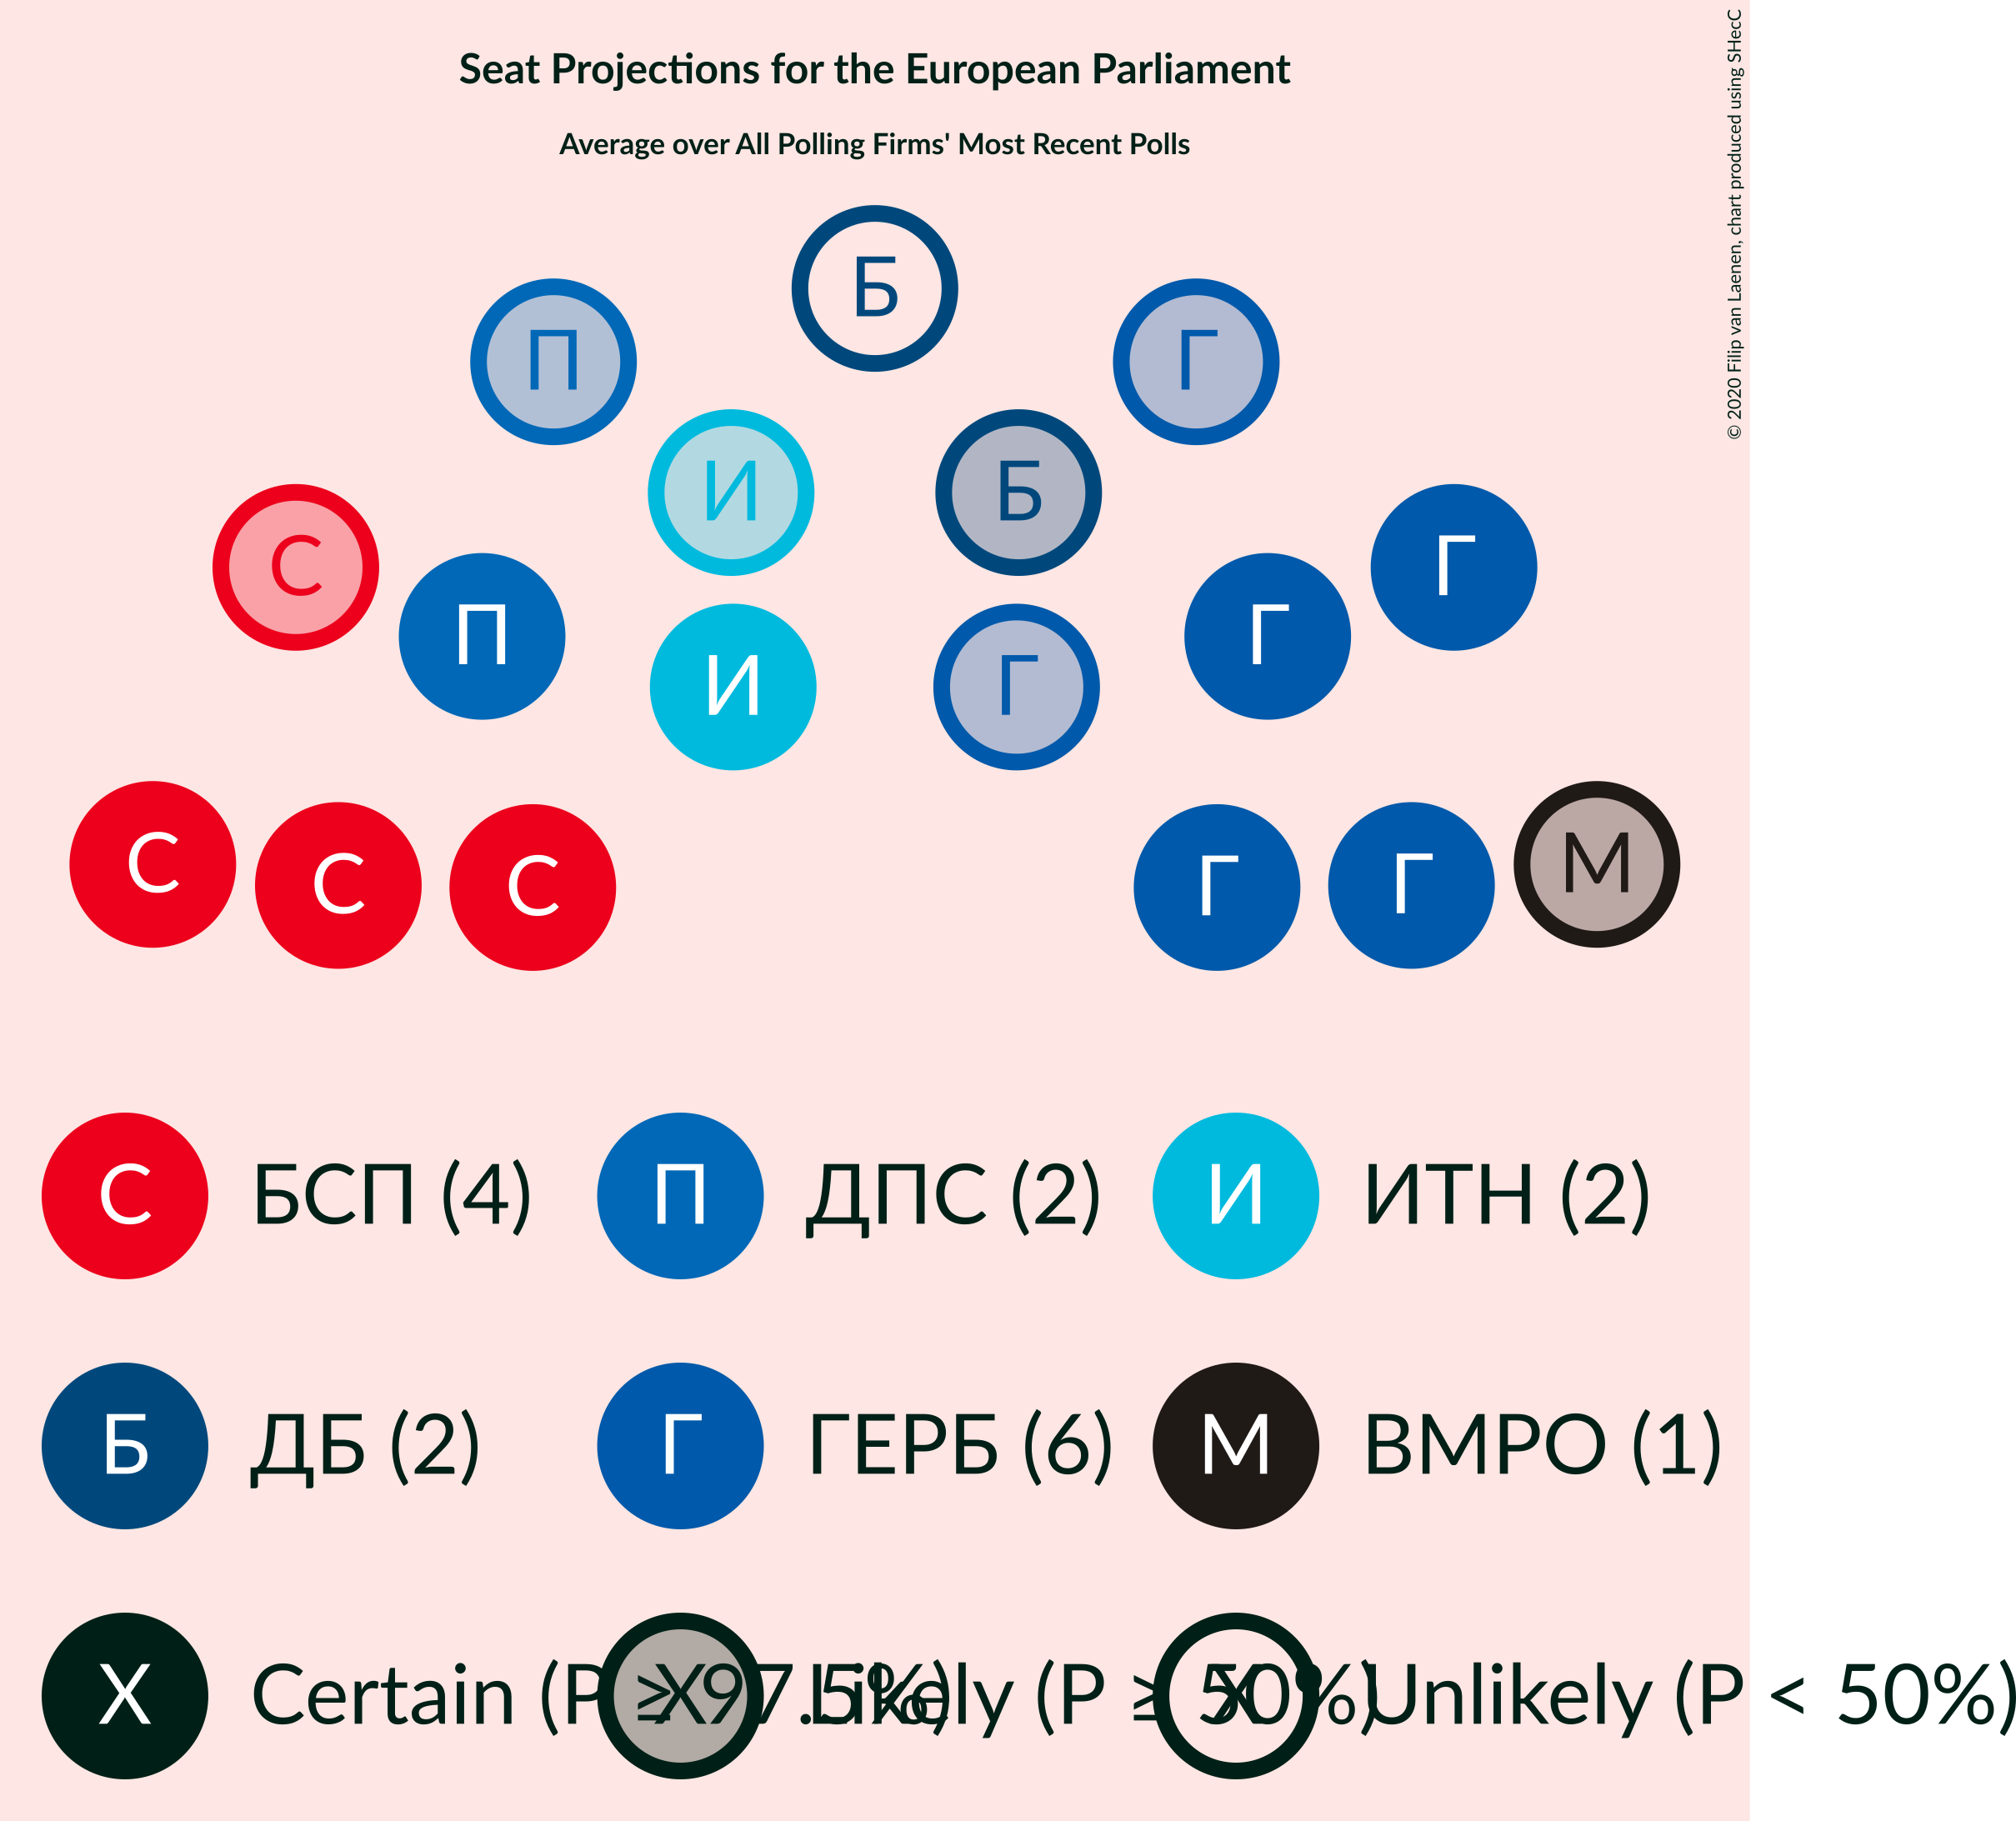 Seat Projections for the European Parliament
Average over All Polling Firms' Most Recent Polls
© 2020 Filip van Laenen, chart produced using SHecC
Б
П
Г
И
Б
С
Г
П
Г
И
Г
С
М
С
Г
С
Г
С БСП (4)
П ДПС (2)
И ИТН (2)
Б ДБ (2)
Г ГЕРБ (6)
М ВМРО (1)
X Certain (P ≥ 97.5%)
X Likely (P ≥ 50%)
X Unlikely (P < 50%)